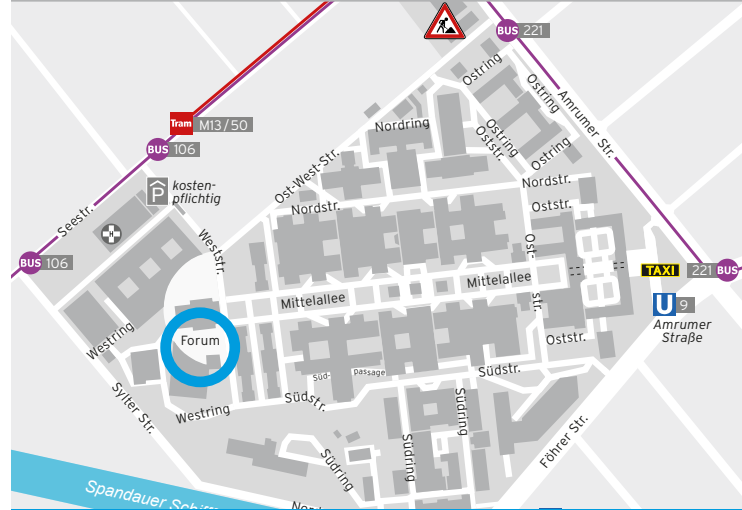 BUS 221
Ostring
Ostring
Amrumer Str.
Tram M13/50
Nordring
Ostring
Oststr.
Ostring
BUS 106
Ost-West-Str.
P kosten-
pflichtig
Nordstr.
Nordstr.
Oststr.
Seestr.
H
Weststr.
Ost-
str.
BUS 106
TAXI
221 BUS
Mittelallee
Mittelallee
U 9
Amrumer
Straße
Westring
Forum
Oststr.
Süd-
passage
Südstr.
Sylter Str.
Südstr.
Westring
Südring
Südring
Südring
Föhrer Str.
Spandauer Schiff